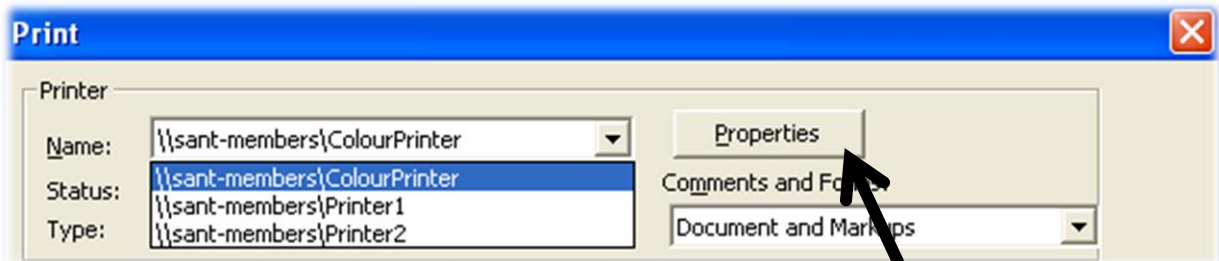 Print
Printer
Name: \\sant-members\ColourPrinter Properties
Status: \\sant-members\ColourPrinter Comments and
\\sant-members\Printer1
Type: \\sant-members\Printer2 Document and Markups